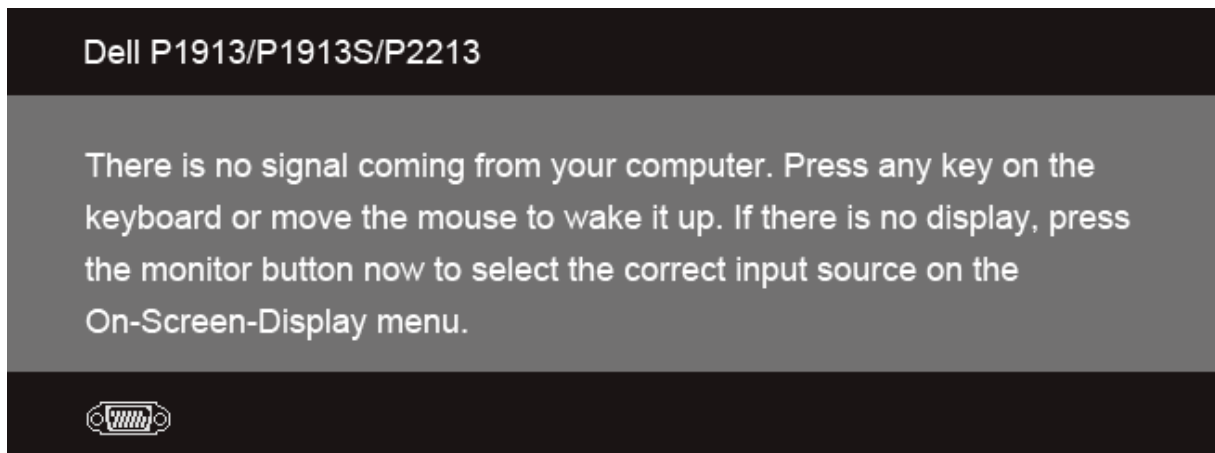 Dell P1913/P1913S/P2213
There is no signal coming from your computer. Press any key on the
keyboard or move the mouse to wake it up. If there is no display, press
the monitor button now to select the correct input source on the
On-Screen-Display menu.